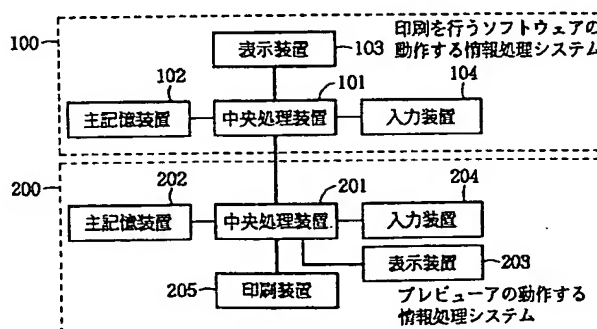 100
印刷を行うソフトウェアの
動作する情報処理システム
表示装置
103
102
101
104
主記憶装置
中央処理装置
入力装置
200
202
201
204
主記憶装置
中央処理装置
入力装置
表示装置
203
205
印刷装置
プレビューアの動作する
情報処理システム